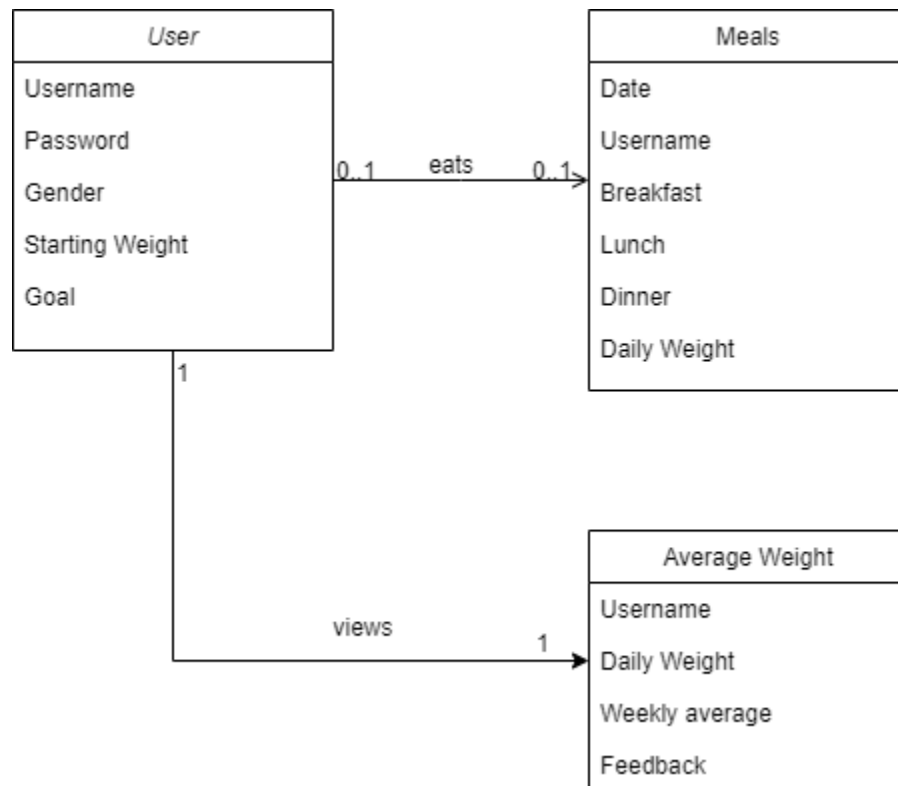 User
Username
Password
Gender
Starting Weight
Goal
0..1 eats 0..1
Meals
Date
Username
Breakfast
Lunch
Dinner
Daily Weight
1
views
1
Average Weight
Username
Daily Weight
Weekly average
Feedback